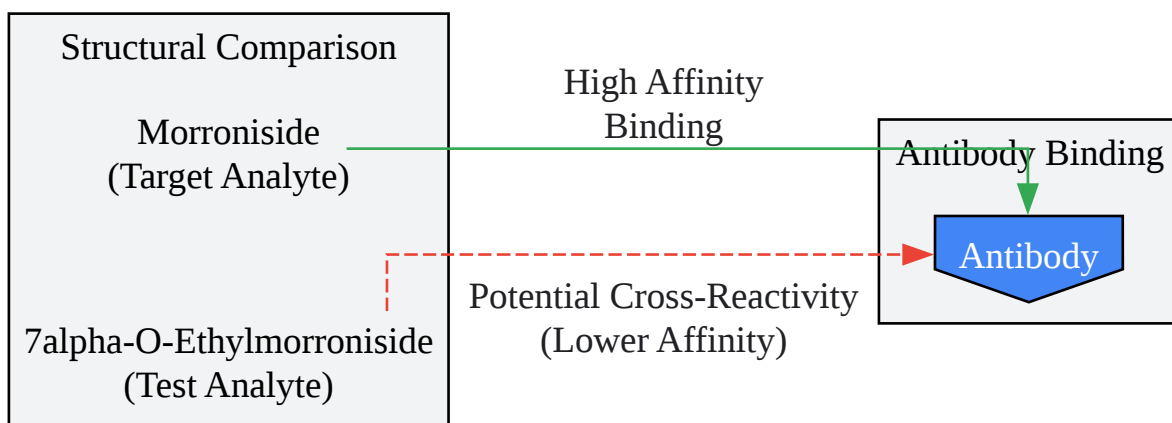 Structural Comparison
Morroniside
(Target Analyte)
High Affinity
Binding
Antibody Binding
Antibody
Potential Cross-Reactivity
(Lower Affinity)
7alpha-O-Ethylmorroniside
(Test Analyte)